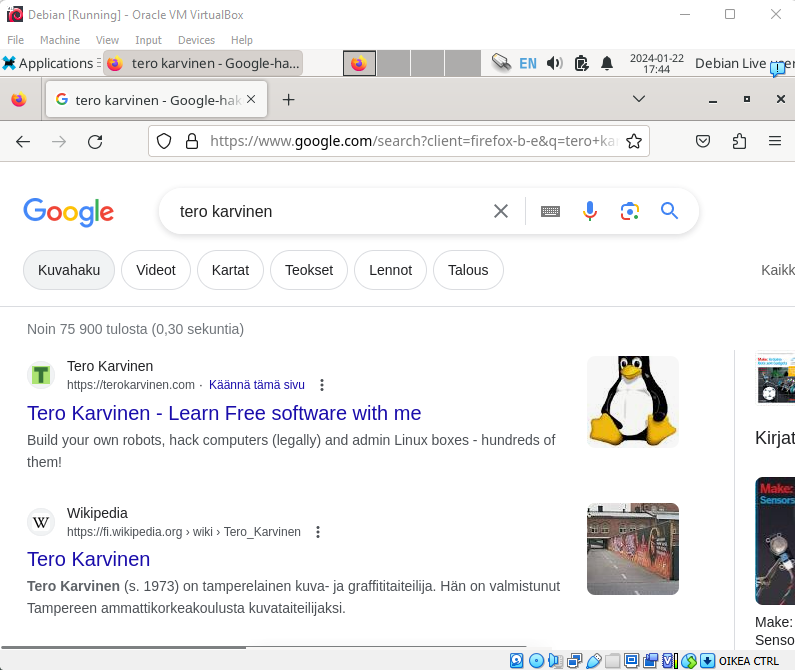 Debian [Running] - Oracle VM VirtualBox
File Machine View Input Devices Help
Applications tero karvinen - Google-ha... EN 2024-01-22 17:44 Debian Live user
tero karvinen - Google-hak
https://www.google.com/search?client=firefox-b-e&q=tero+ka
Google
tero karvinen
Kuvahaku Videot Kartat Teokset Lennot Talous Kaikk
Noin 75 900 tulosta (0,30 sekuntia)
T
Tero Karvinen
https://terokarvinen.com · Käännä tämä sivu
Tero Karvinen - Learn Free software with me
Build your own robots, hack computers (legally) and admin Linux boxes - hundreds of
them!
Kirjat
W
Wikipedia
https://fi.wikipedia.org › wiki › Tero_Karvinen
Tero Karvinen
Tero Karvinen (s. 1973) on tamperelainen kuva- ja graffititaiteilija. Hän on valmistunut
Tampereen ammattikorkeakoulusta kuvataiteilijaksi.
Make:
Sensors
Make:
Senso
OIKEA CTRL